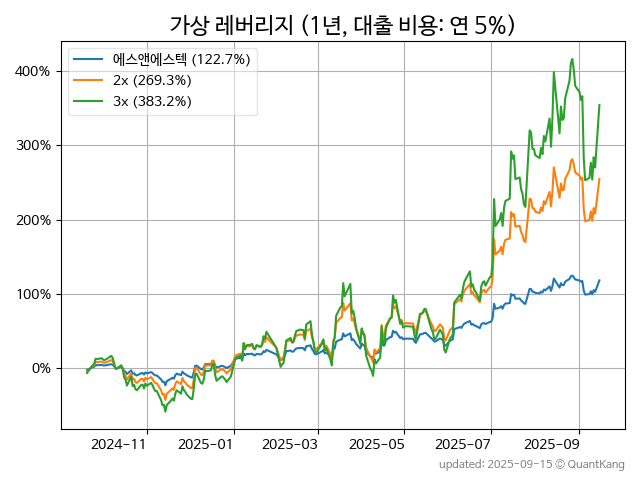 가상 레버리지 (1년, 대출 비용: 연 5%)
에스앤에스텍 (122.7%)
2x (269.3%)
3x (383.2%)
400%
300%
200%
100%
0%
2024-11 2025-01 2025-03 2025-05 2025-07 2025-09
updated: 2025-09-15 © QuantKang